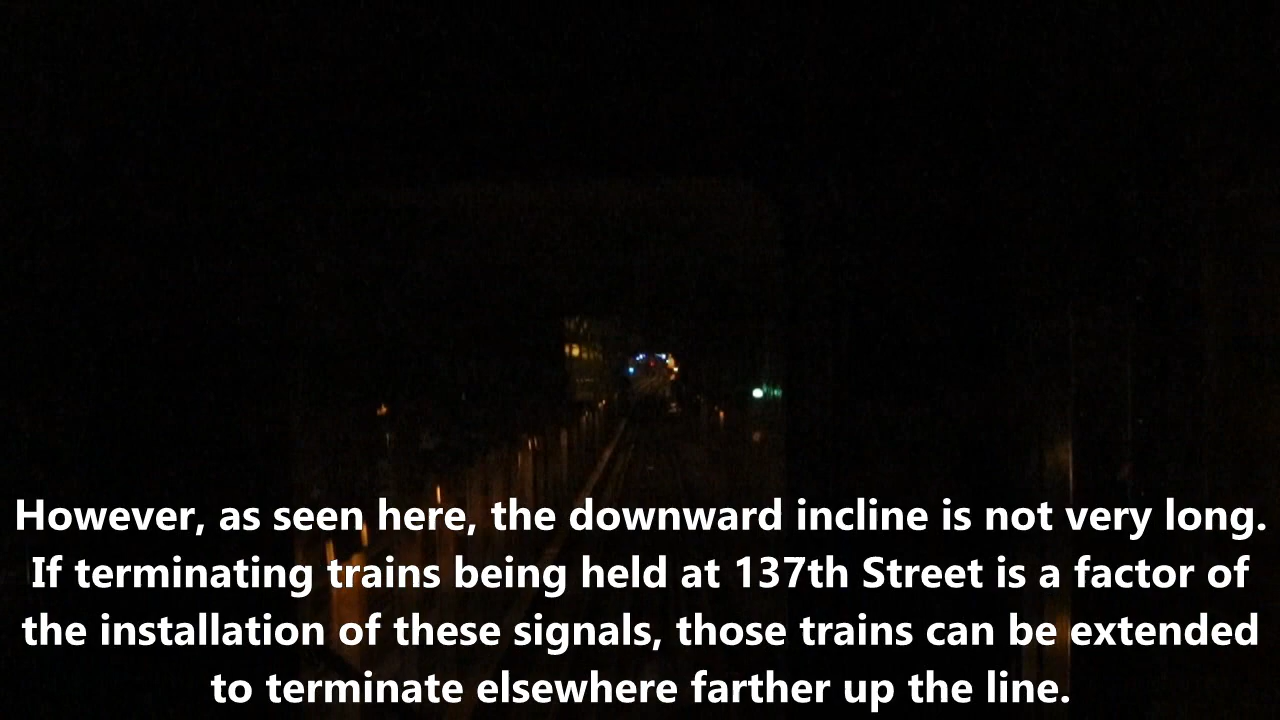 However, as seen here, the downward incline is not very long.
If terminating trains being held at 137th Street is a factor of
the installation of these signals, those trains can be extended
to terminate elsewhere farther up the line.